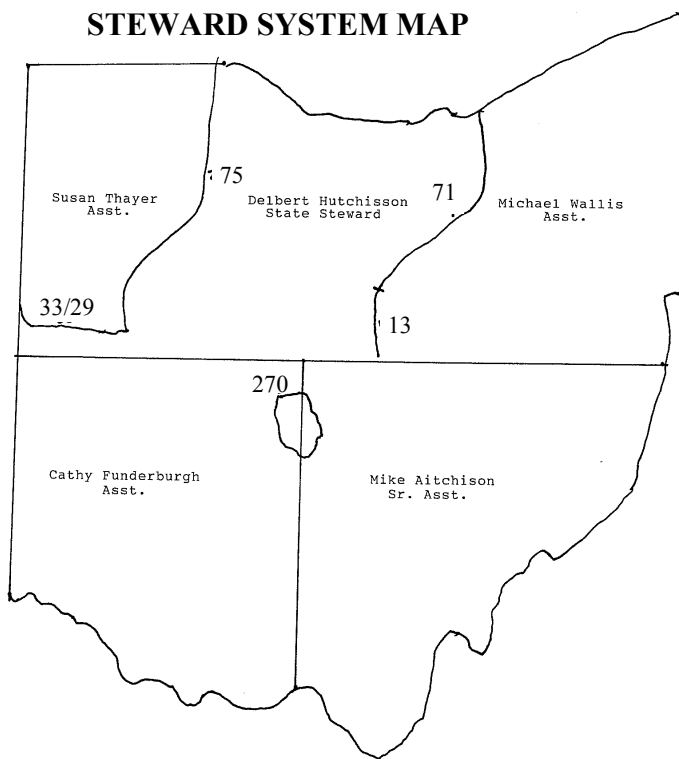 STEWARD SYSTEM MAP
75
Susan Thayer
Asst.
Delbert Hutchisson
State Steward
71
Michael Wallis
Asst.
33/29
13
270
Cathy Funderburgh
Asst.
Mike Aitchison
Sr. Asst.